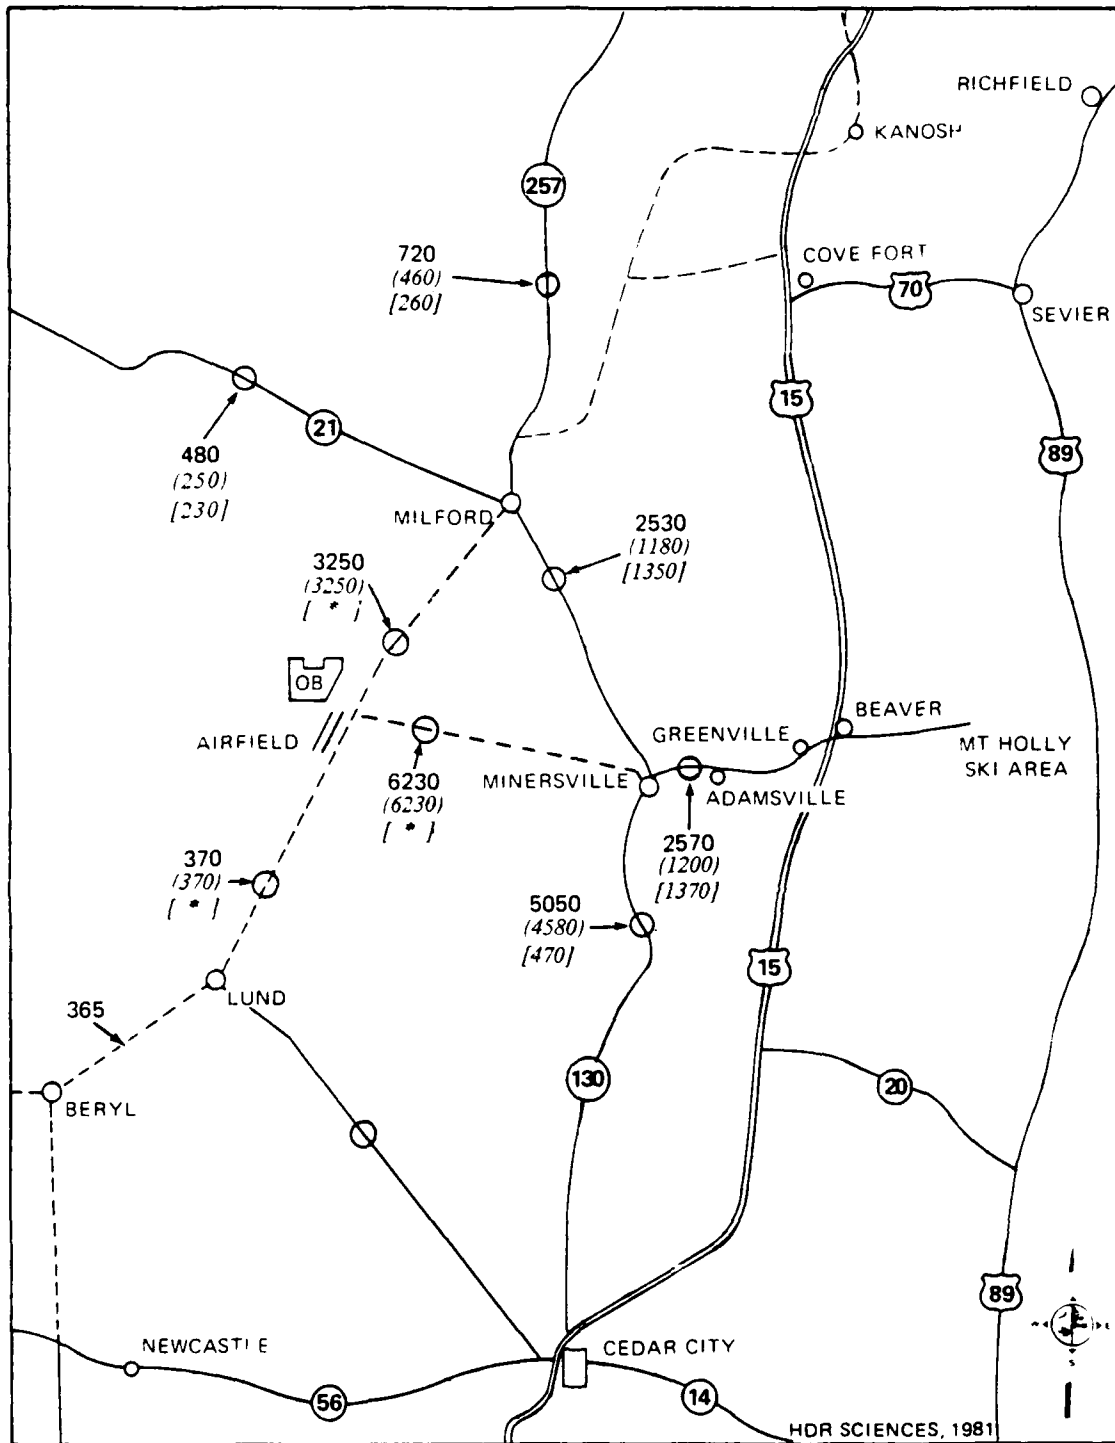 RICHFIELD
KANOSH
257
720
(460)
[260]
COVE FORT
70
SEVIER
15
21
89
480
(250)
[230]
MILFORD
2530
(1180)
[1350]
3250
(3250)
[ * ]
OB
BEAVER
GREENVILLE
AIRFIELD
MT HOLLY
SKI AREA
MINERSVILLE
ADAMSVILLE
6230
(6230)
[ * ]
2570
(1200)
[1370]
370
(370)
[ * ]
5050
(4580)
[470]
15
LUND
365
130
20
BERYL
89
NEWCASTLE
CEDAR CITY
56
14
S
HDR SCIENCES, 1981